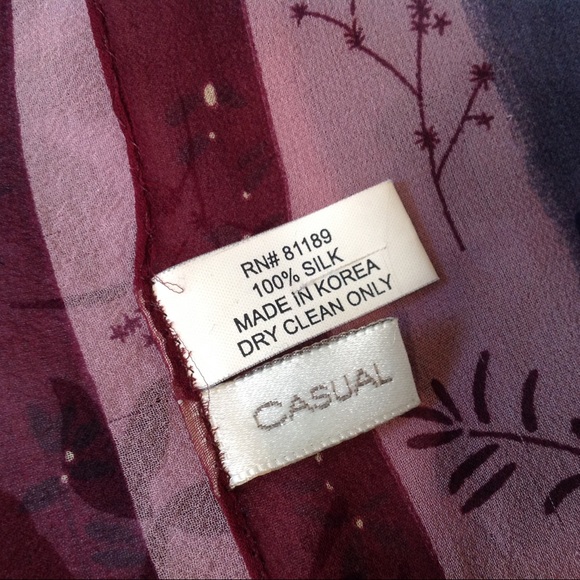 RN# 81189
100% SILK
MADE IN KOREA
DRY CLEAN ONLY
CASUAL